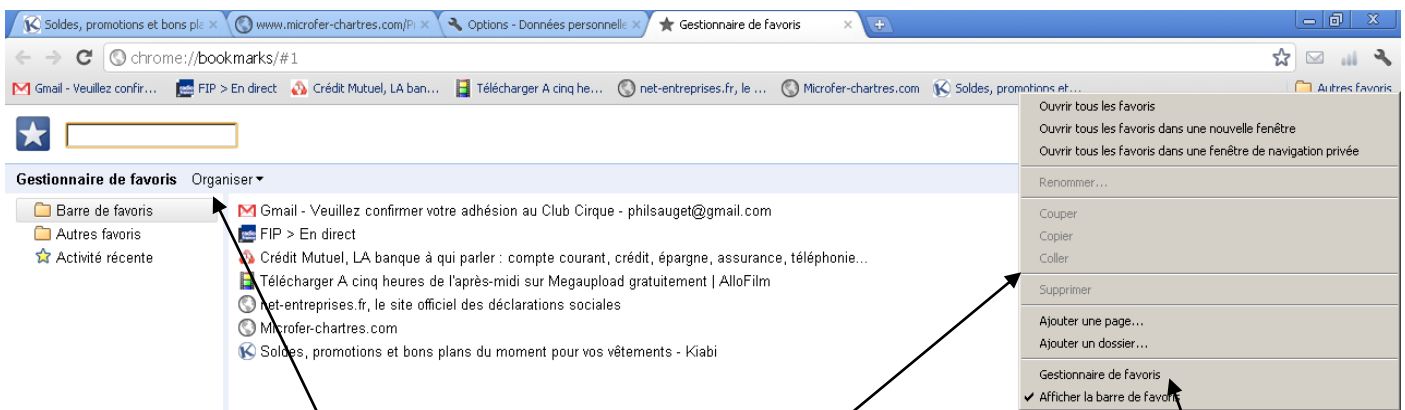 Soldes, promotions et bons pla www.microfer-chartres.com/Pr Options - Données personnelle Gestionnaire de favoris
chrome://bookmarks/#1
Gmail - Veuillez confir... FIP > En direct Crédit Mutuel, LA ban... Télécharger A cinq he... net-entreprises.fr, le ... Microfer-chartres.com Soldes, promotions et... Autres favoris
Gestionnaire de favoris Organiser
Barre de favoris
Autres favoris
Activité récente
Gmail - Veuillez confirmer votre adhésion au Club Cirque - philsauget@gmail.com
FIP > En direct
Crédit Mutuel, LA banque à qui parler : compte courant, crédit, épargne, assurance, téléphonie...
Télécharger A cinq heures de l'après-midi sur Megaupload gratuitement | AlloFilm
net-entreprises.fr, le site officiel des déclarations sociales
Microfer-chartres.com
Soldes, promotions et bons plans du moment pour vos vêtements - Kiabi
Ouvrir tous les favoris
Ouvrir tous les favoris dans une nouvelle fenêtre
Ouvrir tous les favoris dans une fenêtre de navigation privée
Renommer...
Couper
Copier
Coller
Supprimer
Ajouter une page...
Ajouter un dossier...
Gestionnaire de favoris
Afficher la barre de favoris